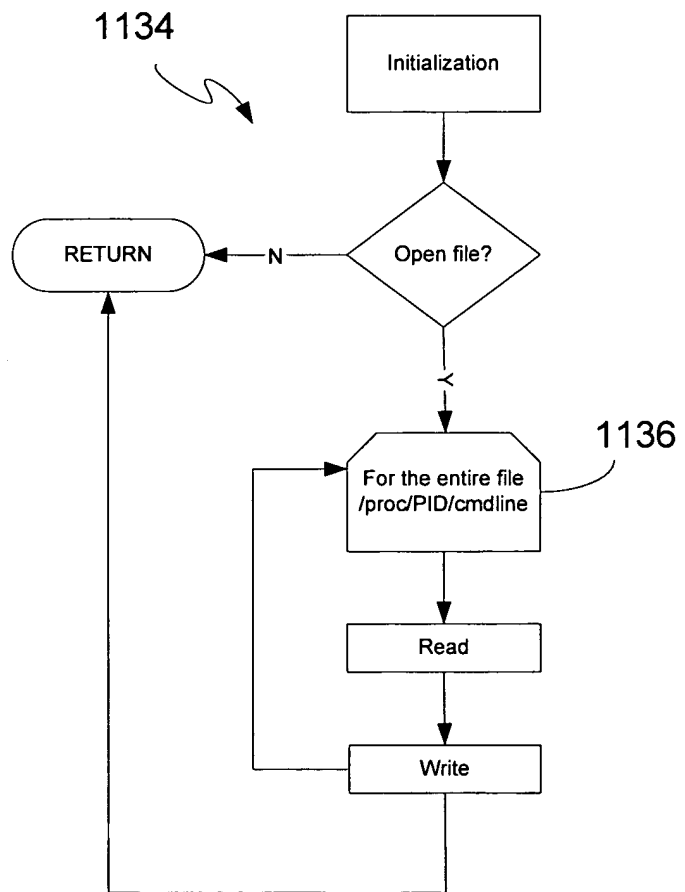 1134
Initialization
RETURN
N
Open file?
Y
1136
For the entire file
/proc/PID/cmdline
Read
Write